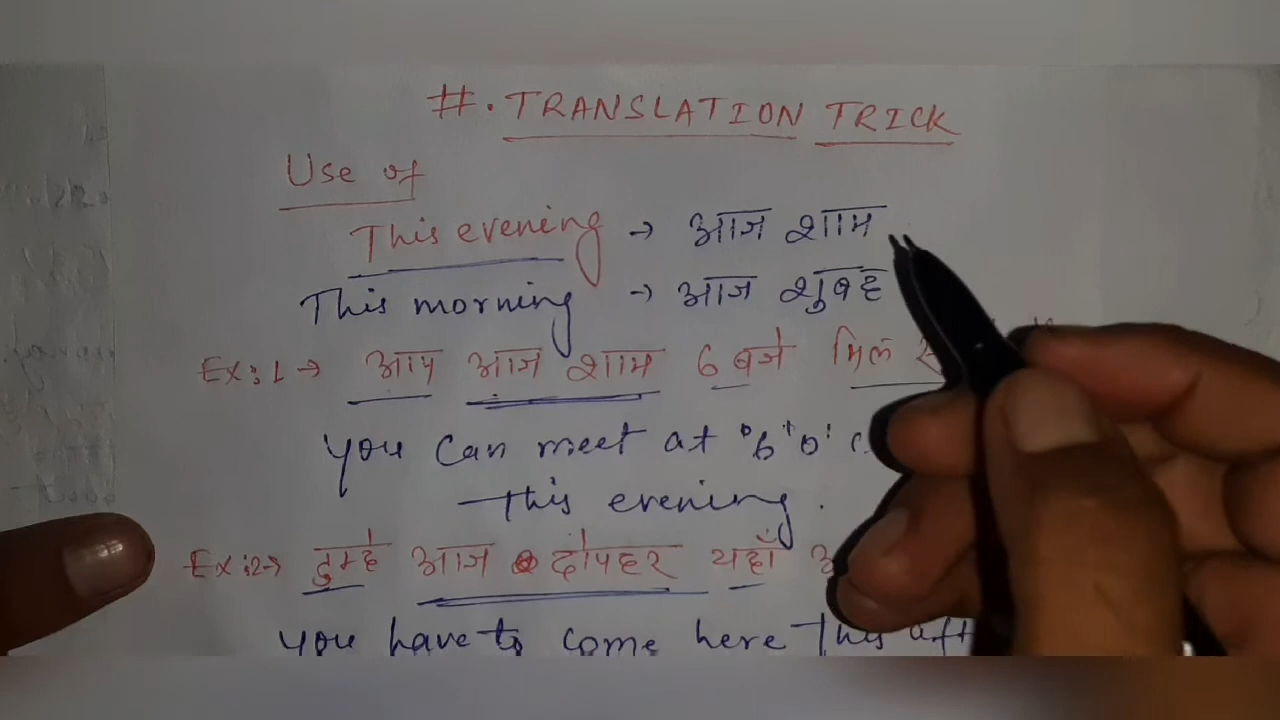 #. TRANSLATION TRICK
Use of
This evening → आज शाम
This morning → आज शुबह
Ex:1→ आप आज शाम 6 बजे मिल
you can meet at "6" o'
This evening.
Ex:2→ तुम्हे आज दोपहर यहाँ
you have to come here This